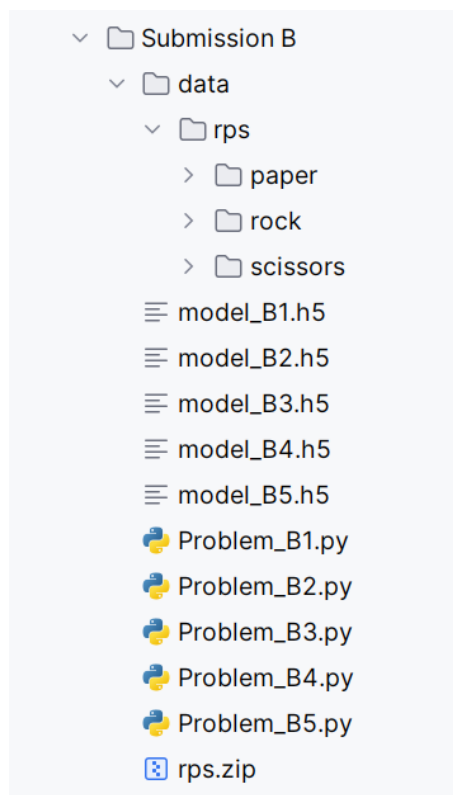 Submission B
data
rps
paper
rock
scissors
model_B1.h5
model_B2.h5
model_B3.h5
model_B4.h5
model_B5.h5
Problem_B1.py
Problem_B2.py
Problem_B3.py
Problem_B4.py
Problem_B5.py
rps.zip